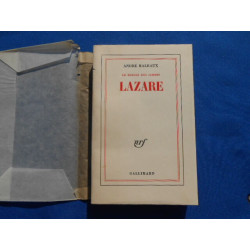 ANDRÉ MALRAUX
LE MIROIR DES LIMBES
LAZARE
nrf
GALLIMARD